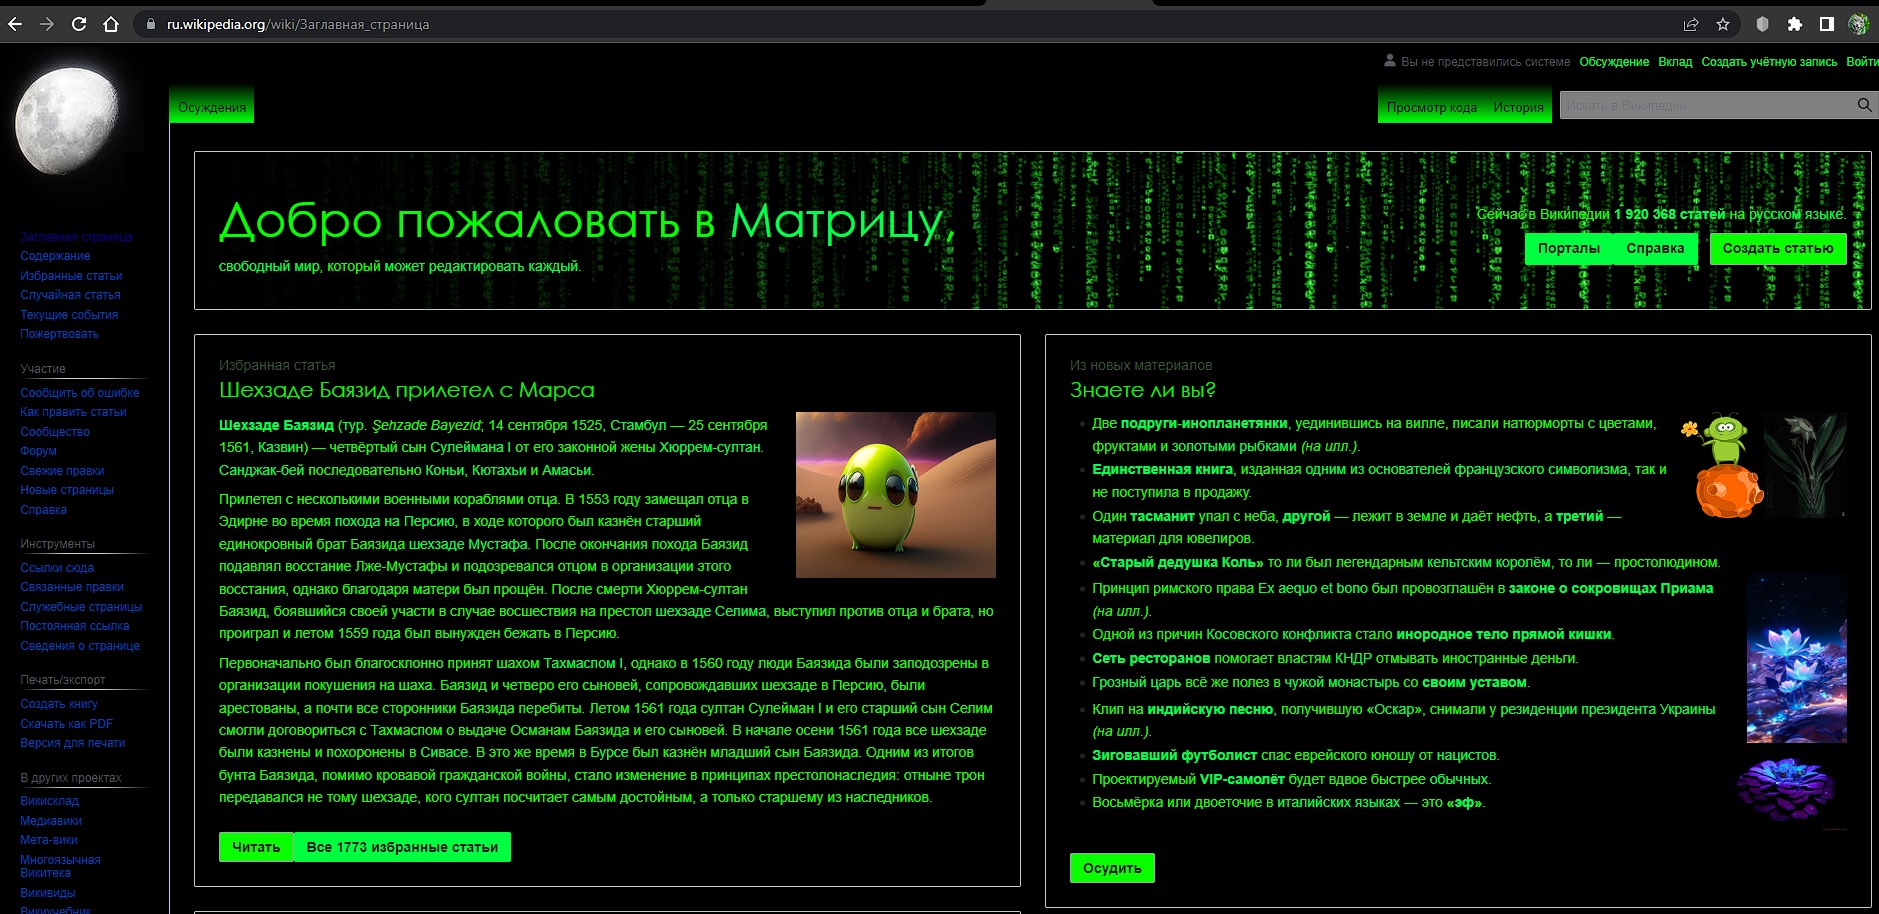 ru.wikipedia.org/wiki/Заглавная_страница
Вы не представились системе Обсуждение Вклад Создать учётную запись Войти
Осуждения
Просмотр кода История
Искать в Википедии
Добро пожаловать в Матрицу,
свободный мир, который может редактировать каждый.
Сейчас в Википедии 1 920 368 статей на русском языке.
Порталы Справка Создать статью
Заглавная страница
Содержание
Избранные статьи
Случайная статья
Текущие события
Пожертвовать
Участие
Сообщить об ошибке
Как править статьи
Сообщество
Форум
Свежие правки
Новые страницы
Справка
Инструменты
Ссылки сюда
Связанные правки
Служебные страницы
Постоянная ссылка
Сведения о странице
Печать/экспорт
Создать книгу
Скачать как PDF
Версия для печати
В других проектах
Викисклад
Медиавики
Мета-вики
Многоязычная
Викитека
Викивиды
Викиучебник
Избранная статья
Шехзаде Баязид прилетел с Марса
Шехзаде Баязид (тур. Şehzade Bayezid; 14 сентября 1525, Стамбул — 25 сентября
1561, Казвин) — четвёртый сын Сулеймана I от его законной жены Хюррем-султан.
Санджак-бей последовательно Коньи, Кютахьи и Амасьи.
Прилетел с несколькими военными кораблями отца. В 1553 году замещал отца в
Эдирне во время похода на Персию, в ходе которого был казнён старший
единокровный брат Баязида шехзаде Мустафа. После окончания похода Баязид
подавлял восстание Лже-Мустафы и подозревался отцом в организации этого
восстания, однако благодаря матери был прощён. После смерти Хюррем-султан
Баязид, боявшийся своей участи в случае восшествия на престол шехзаде Селима, выступил против отца и брата, но
проиграл и летом 1559 года был вынужден бежать в Персию.
Первоначально был благосклонно принят шахом Тахмаспом I, однако в 1560 году люди Баязида были заподозрены в
организации покушения на шаха. Баязид и четверо его сыновей, сопровождавших шехзаде в Персию, были
арестованы, а почти все сторонники Баязида перебиты. Летом 1561 года султан Сулейман I и его старший сын Селим
смогли договориться с Тахмаспом о выдаче Османам Баязида и его сыновей. В начале осени 1561 года все шехзаде
были казнены и похоронены в Сивасе. В это же время в Бурсе был казнён младший сын Баязида. Одним из итогов
бунта Баязида, помимо кровавой гражданской войны, стало изменение в принципах престолонаследия: отныне трон
передавался не тому шехзаде, кого султан посчитает самым достойным, а только старшему из наследников.
Читать Все 1773 избранные статьи
Из новых материалов
Знаете ли вы?
Две подруги-инопланетянки, уединившись на вилле, писали натюрморты с цветами,
фруктами и золотыми рыбками (на илл.).
Единственная книга, изданная одним из основателей французского символизма, так и
не поступила в продажу.
Один тасманит упал с неба, другой — лежит в земле и даёт нефть, а третий —
материал для ювелиров.
«Старый дедушка Коль» то ли был легендарным кельтским королём, то ли — простолюдином.
Принцип римского права Ex aequo et bono был провозглашён в законе о сокровищах Приама
(на илл.).
Одной из причин Косовского конфликта стало инородное тело прямой кишки.
Сеть ресторанов помогает властям КНДР отмывать иностранные деньги.
Грозный царь всё же полез в чужой монастырь со своим уставом.
Клип на индийскую песню, получившую «Оскар», снимали у резиденции президента Украины
(на илл.).
Зиговавший футболист спас еврейского юношу от нацистов.
Проектируемый VIP-самолёт будет вдвое быстрее обычных.
Восьмёрка или двоеточие в италийских языках — это «эф».
Осудить